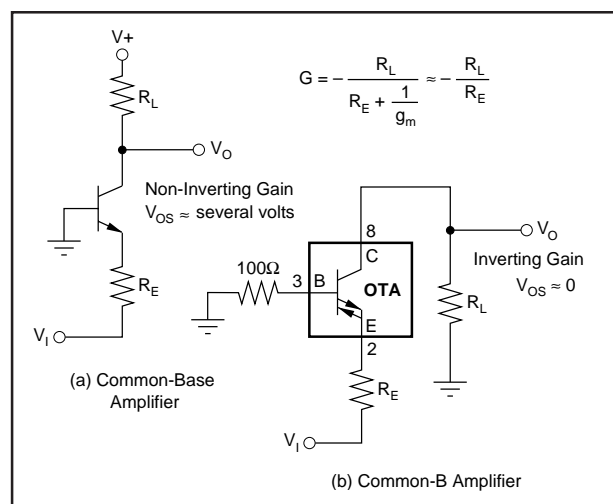 V+
R_L
V_O
Non-Inverting Gain
V_OS ≈ several volts
R_E
V_I
(a) Common-Base
Amplifier
G = − R_L / (R_E + 1/g_m) ≈ − R_L / R_E
8
C
V_O
Inverting Gain
V_OS ≈ 0
100Ω
3
B
OTA
R_L
E
2
R_E
V_I
(b) Common-B Amplifier